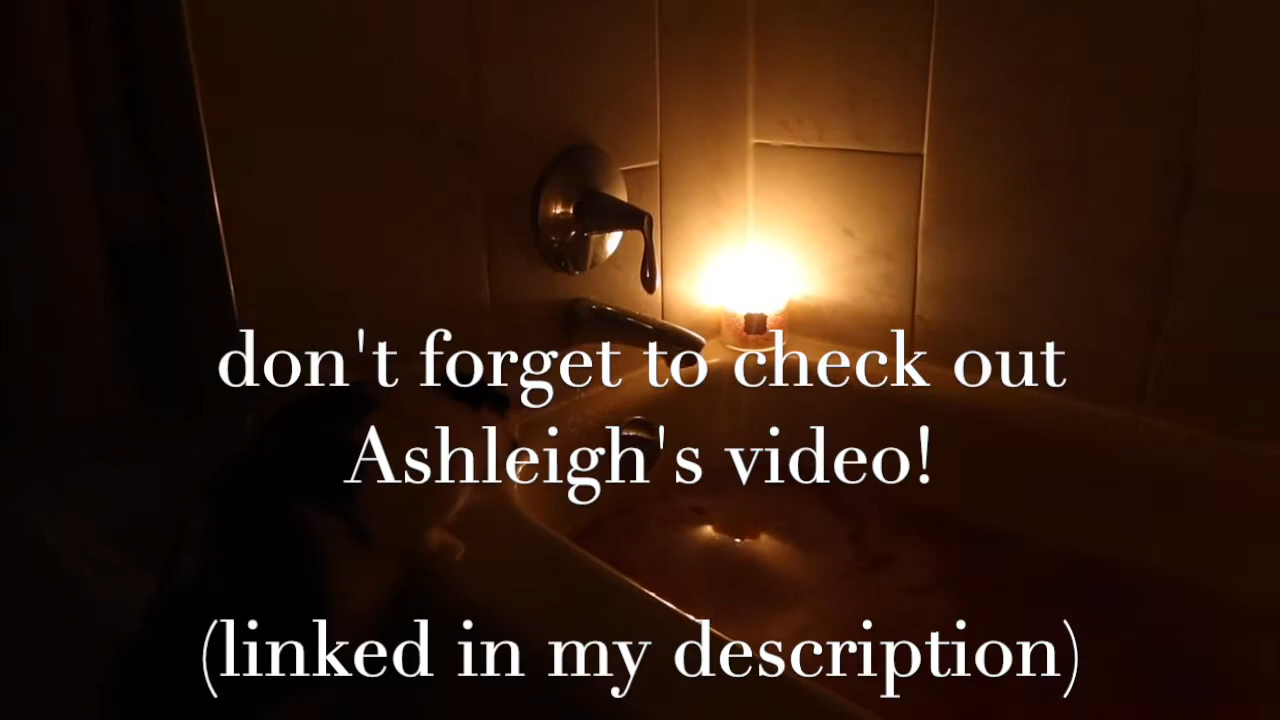 don't forget to check out
Ashleigh's video!
(linked in my description)